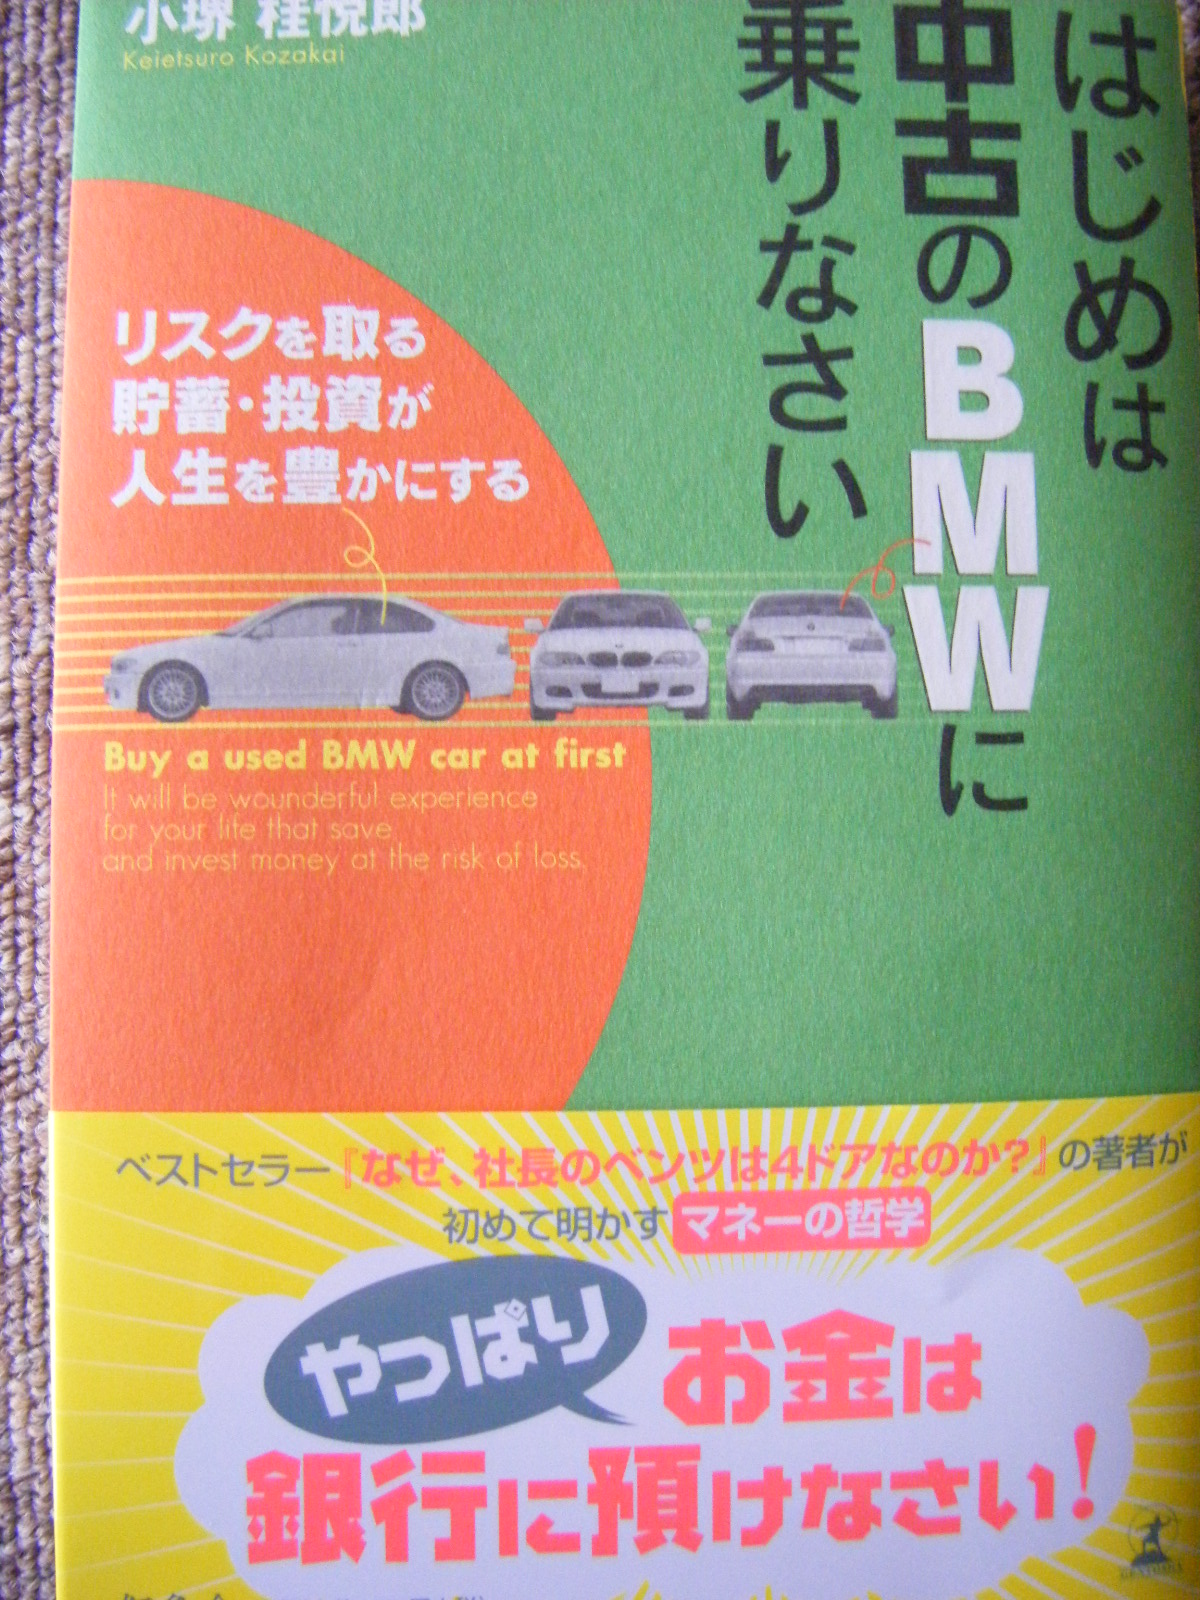 はじめは
中古のBMWに
乗りなさい
小堺 桂悦郎
Keietsuro Kozakai
リスクを取る
貯蓄・投資が
人生を豊かにする
Buy a used BMW car at first
It will be wounderful experience
for your life that save
and invest money at the risk of loss.
ベストセラー『なぜ、社長のベンツは4ドアなのか?』の著者が
初めて明かす マネーの哲学
やっぱり お金は
銀行に預けなさい!
GENTOSHA